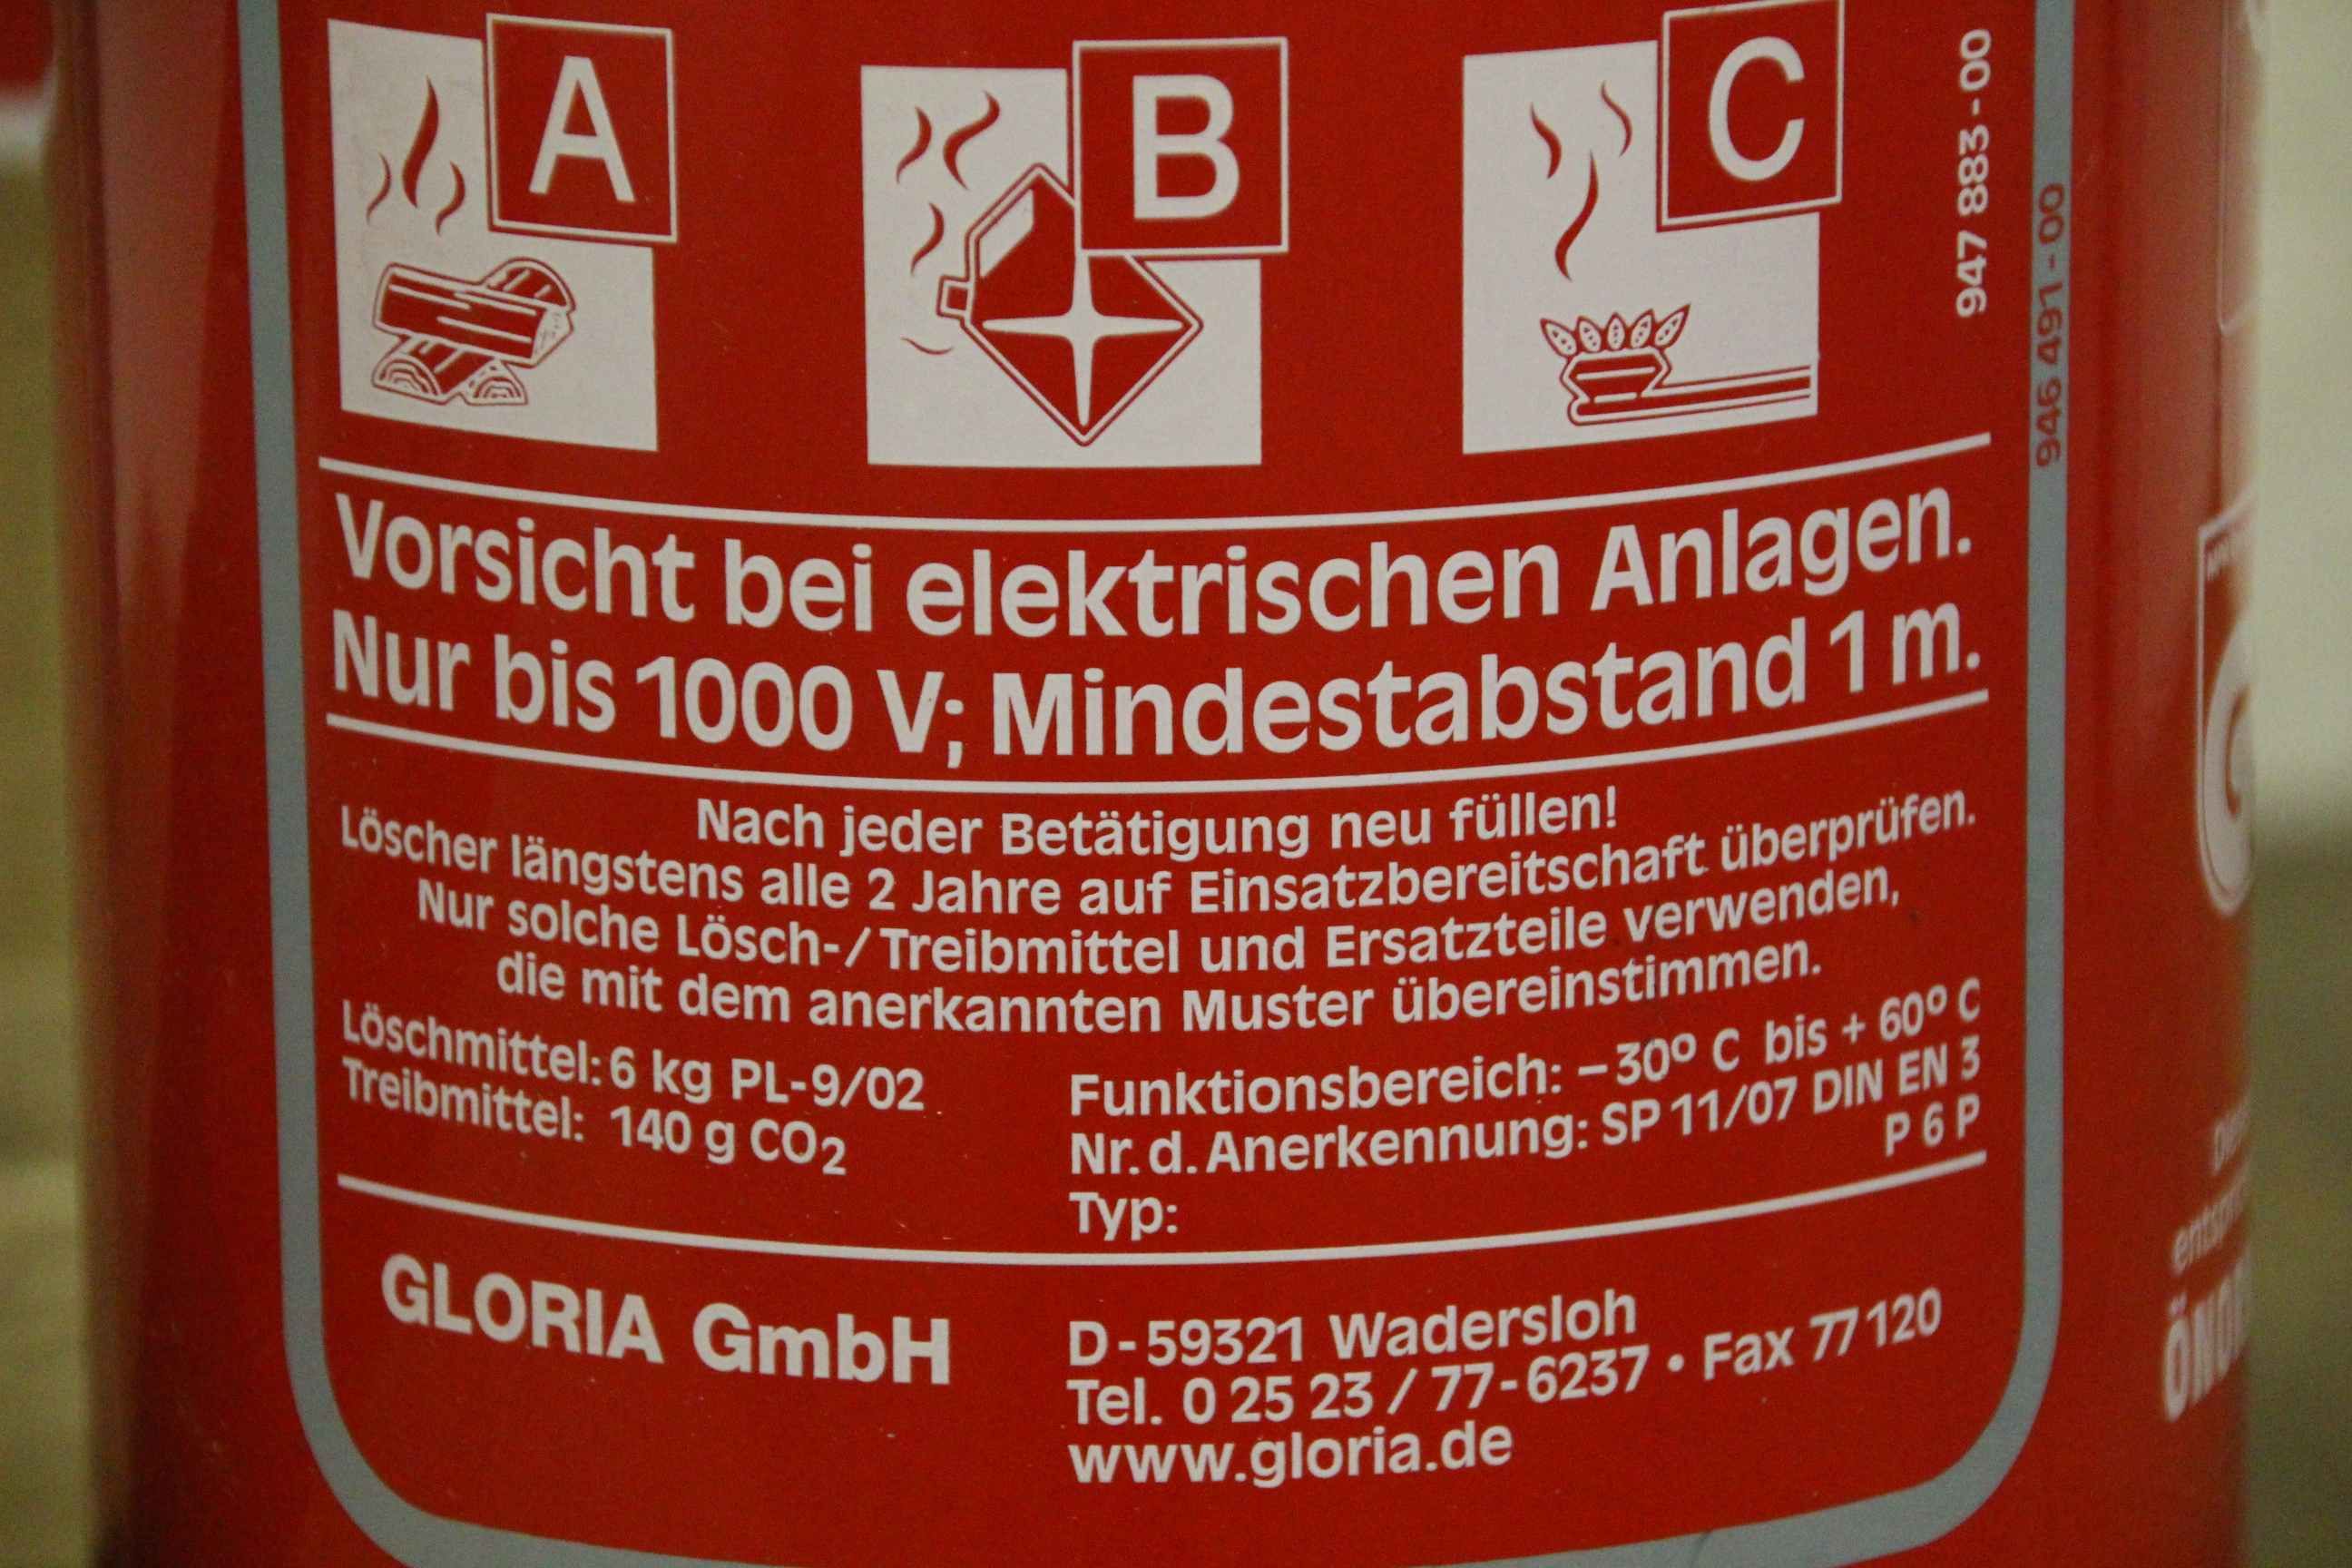 A
B
C
947 883-00
946 491-00
Vorsicht bei elektrischen Anlagen.
Nur bis 1000 V; Mindestabstand 1 m.
Nach jeder Betätigung neu füllen!
Löscher längstens alle 2 Jahre auf Einsatzbereitschaft überprüfen.
Nur solche Lösch-/Treibmittel und Ersatzteile verwenden,
die mit dem anerkannten Muster übereinstimmen.
Löschmittel: 6 kg PL-9/02
Treibmittel: 140 g CO2
Funktionsbereich: – 30º C bis + 60º C
Nr. d. Anerkennung: SP 11/07 DIN EN 3
Typ: P 6 P
GLORIA GmbH
D-59321 Wadersloh
Tel. 0 25 23 / 77-6237 • Fax 77 120
www.gloria.de